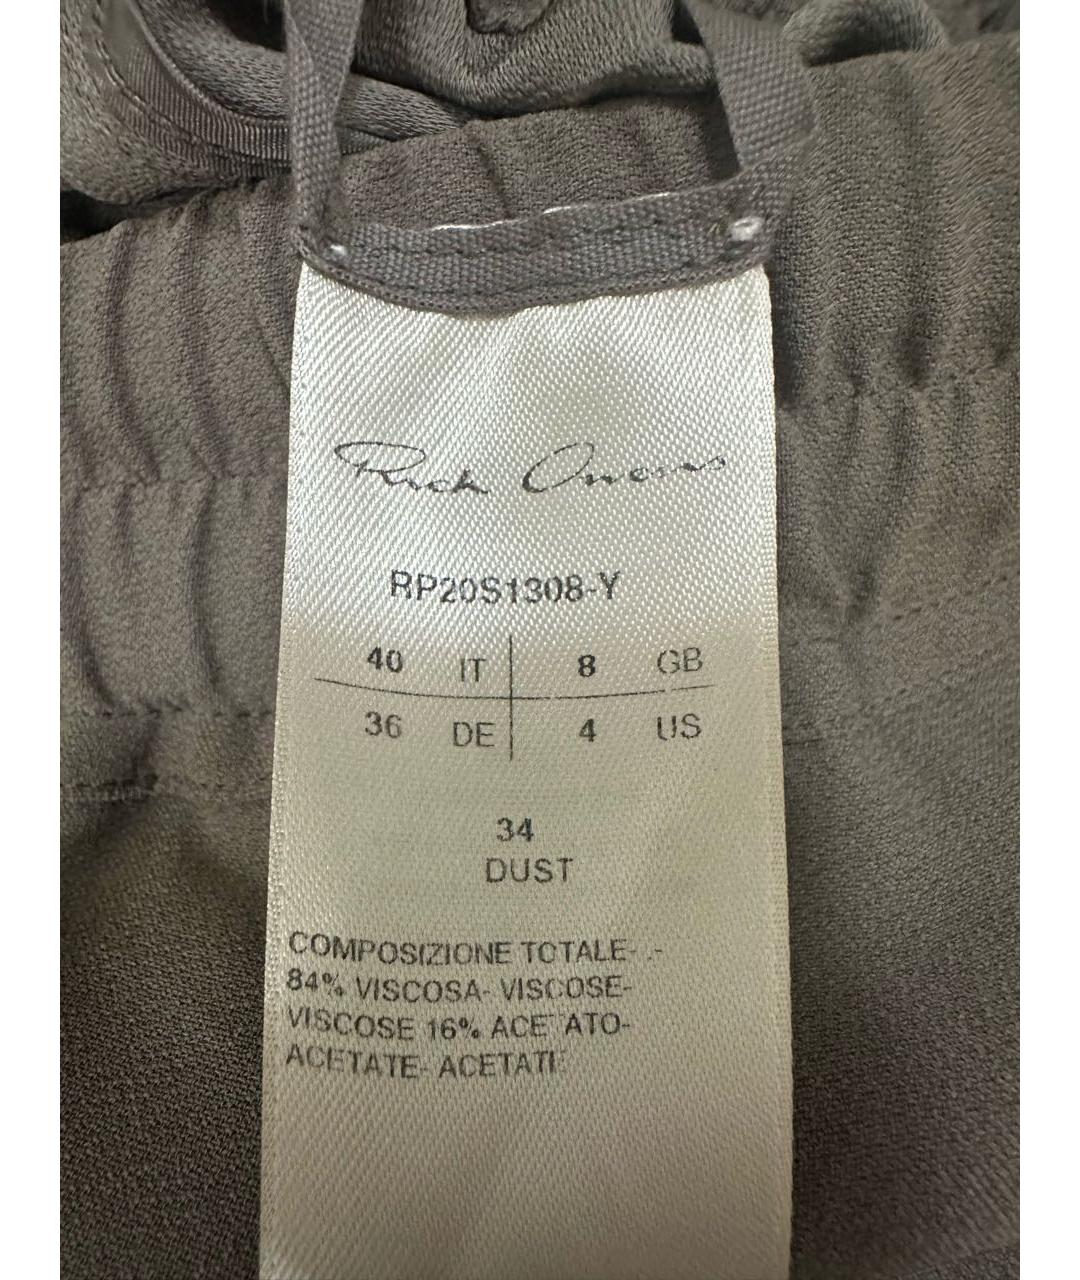 Rick Owens
RP20S1308-Y
40 IT 8 GB
36 DE 4 US
34
DUST
COMPOSIZIONE TOTALE- .-
84% VISCOSA- VISCOSE-
VISCOSE 16% ACETATO-
ACETATE- ACETATE